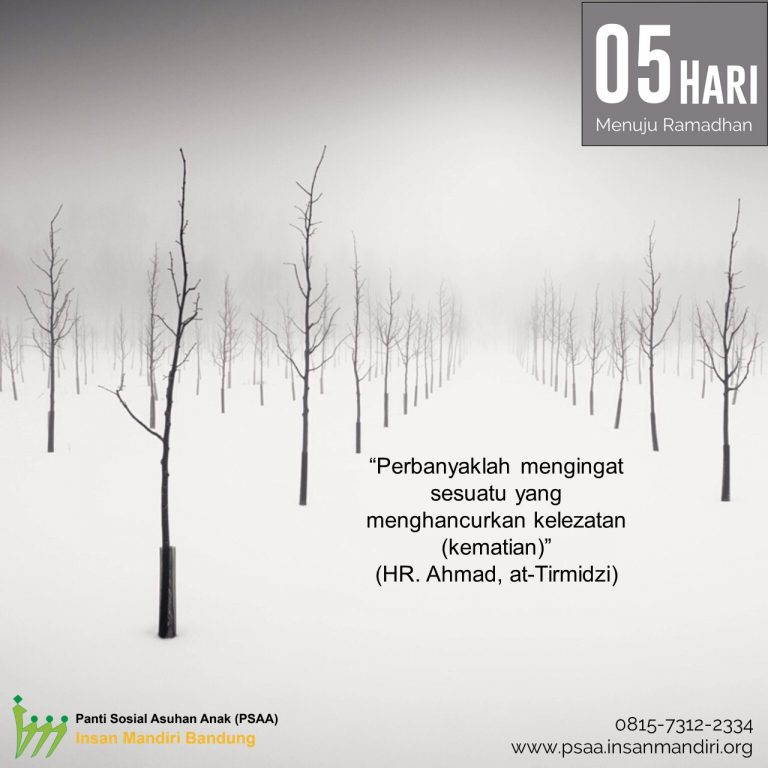 05 HARI
Menuju Ramadhan
“Perbanyaklah mengingat
sesuatu yang
menghancurkan kelezatan
(kematian)”
(HR. Ahmad, at-Tirmidzi)
Panti Sosial Asuhan Anak (PSAA)
Insan Mandiri Bandung
0815-7312-2334
www.psaa.insanmandiri.org